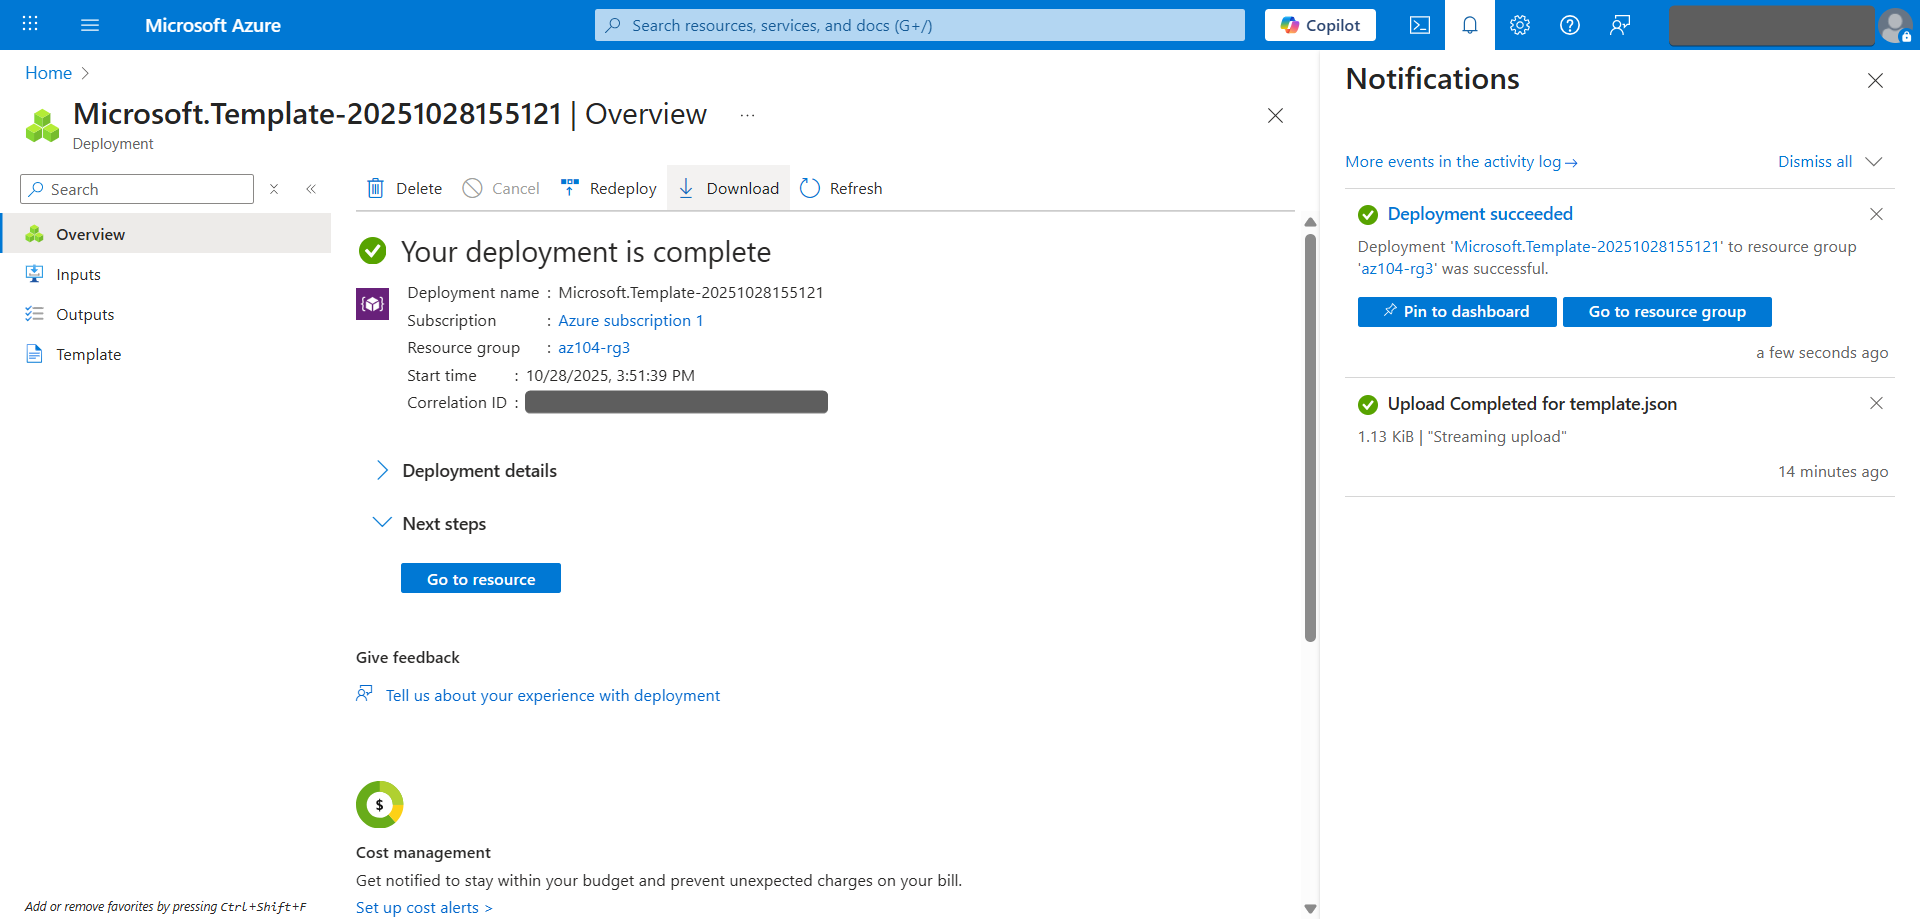 Microsoft Azure
Search resources, services, and docs (G+/)
Copilot
Home
Microsoft.Template-20251028155121 | Overview ...
Deployment
Search
Overview
Inputs
Outputs
Template
Add or remove favorites by pressing Ctrl+Shift+F
Delete
Cancel
Redeploy
Download
Refresh
Your deployment is complete
Deployment name : Microsoft.Template-20251028155121
Subscription : Azure subscription 1
Resource group : az104-rg3
Start time : 10/28/2025, 3:51:39 PM
Correlation ID :
Deployment details
Next steps
Go to resource
Give feedback
Tell us about your experience with deployment
$
Cost management
Get notified to stay within your budget and prevent unexpected charges on your bill.
Set up cost alerts >
Notifications
More events in the activity log →
Dismiss all
Deployment succeeded
Deployment 'Microsoft.Template-20251028155121' to resource group
'az104-rg3' was successful.
Pin to dashboard
Go to resource group
a few seconds ago
Upload Completed for template.json
1.13 KiB | "Streaming upload"
14 minutes ago